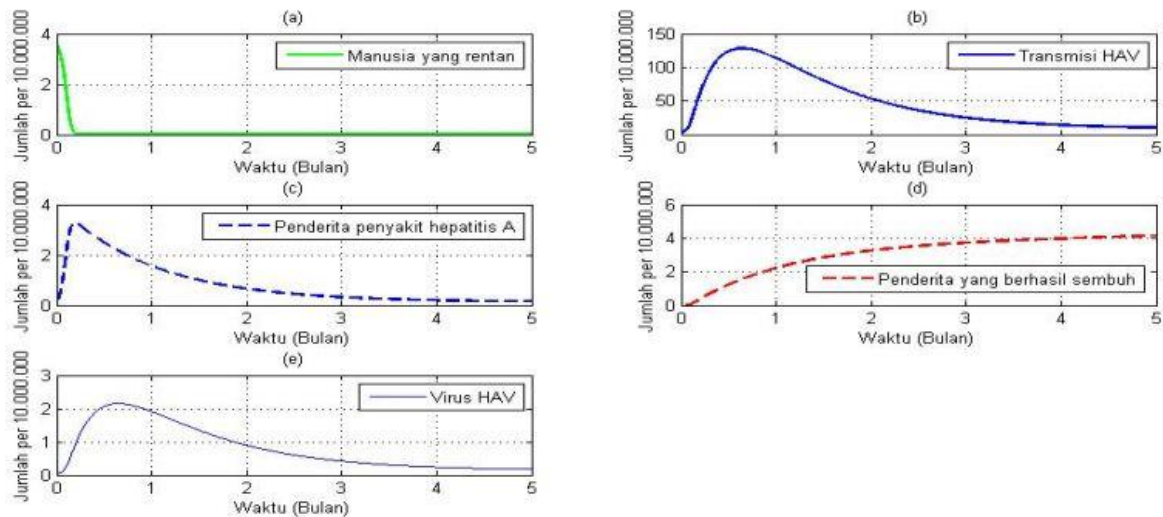 (a)
Jumlah per 10.000.000
4
2
0
Manusia yang rentan
0 1 2 3 4 5
Waktu (Bulan)
(b)
Jumlah per 10.000.000
150
100
50
0
Transmisi HAV
0 1 2 3 4 5
Waktu (Bulan)
(c)
Jumlah per 10.000.000
4
2
0
Penderita penyakit hepatitis A
0 1 2 3 4 5
Waktu (Bulan)
(d)
Jumlah per 10.000.000
6
4
2
0
Penderita yang berhasil sembuh
0 1 2 3 4 5
Waktu (Bulan)
(e)
Jumlah per 10.000.000
3
2
1
0
Virus HAV
0 1 2 3 4 5
Waktu (Bulan)